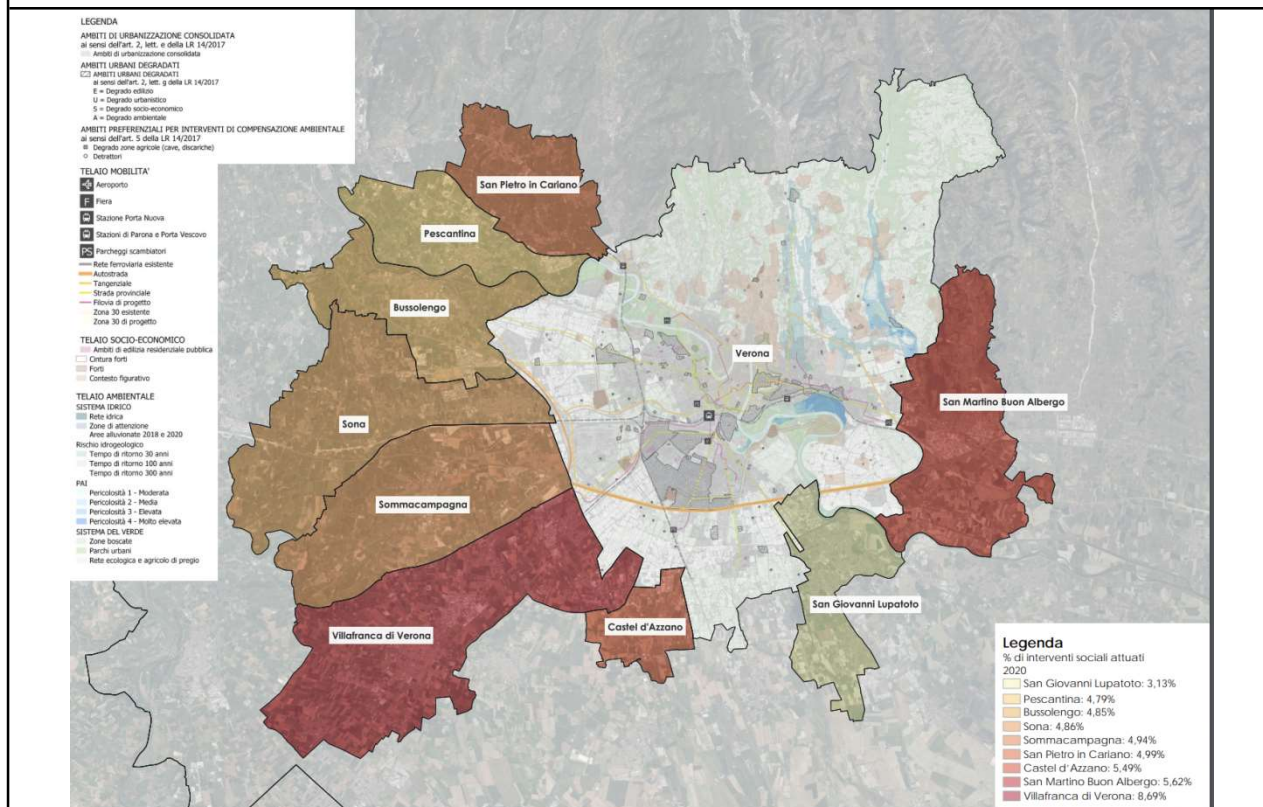 LEGENDA
AMBITI DI URBANIZZAZIONE CONSOLIDATA
ai sensi dell'art. 2, lett. e della LR 14/2017
Ambiti di urbanizzazione consolidata
AMBITI URBANI DEGRADATI
AMBITI URBANI DEGRADATI
ai sensi dell'art. 2, lett. g della LR 14/2017
E = Degrado edilizio
U = Degrado urbanistico
S = Degrado socio-economico
A = Degrado ambientale
AMBITI PREFERENZIALI PER INTERVENTI DI COMPENSAZIONE AMBIENTALE
ai sensi dell'art. 5 della LR 14/2017
Degrado zone agricole (cave, discariche)
Detrattori
TELAIO MOBILITA'
Aeroporto
F Fiera
Stazione Porta Nuova
Stazioni di Parona e Porta Vescovo
PS Parcheggi scambiatori
Rete ferroviaria esistente
Autostrada
Tangenziale
Strada provinciale
Filovia di progetto
Zona 30 esistente
Zona 30 di progetto
TELAIO SOCIO-ECONOMICO
Ambiti di edilizia residenziale pubblica
Cintura forti
Forti
Contesto figurativo
TELAIO AMBIENTALE
SISTEMA IDRICO
Rete idrica
Zone di attenzione
Aree alluvionate 2018 e 2020
Rischio idrogeologico
Tempo di ritorno 30 anni
Tempo di ritorno 100 anni
Tempo di ritorno 300 anni
PAI
Pericolosità 1 - Moderata
Pericolosità 2 - Media
Pericolosità 3 - Elevata
Pericolosità 4 - Molto elevata
SISTEMA DEL VERDE
Zone boscate
Parchi urbani
Rete ecologica e agricolo di pregio
San Pietro in Cariano
Pescantina
Bussolengo
Verona
San Martino Buon Albergo
Sona
Sommacampagna
San Giovanni Lupatoto
Castel d'Azzano
Villafranca di Verona
Legenda
% di interventi sociali attuati
2020
San Giovanni Lupatoto: 3,13%
Pescantina: 4,79%
Bussolengo: 4,85%
Sona: 4,86%
Sommacampagna: 4,94%
San Pietro in Cariano: 4,99%
Castel d'Azzano: 5,49%
San Martino Buon Albergo: 5,62%
Villafranca di Verona: 8,69%